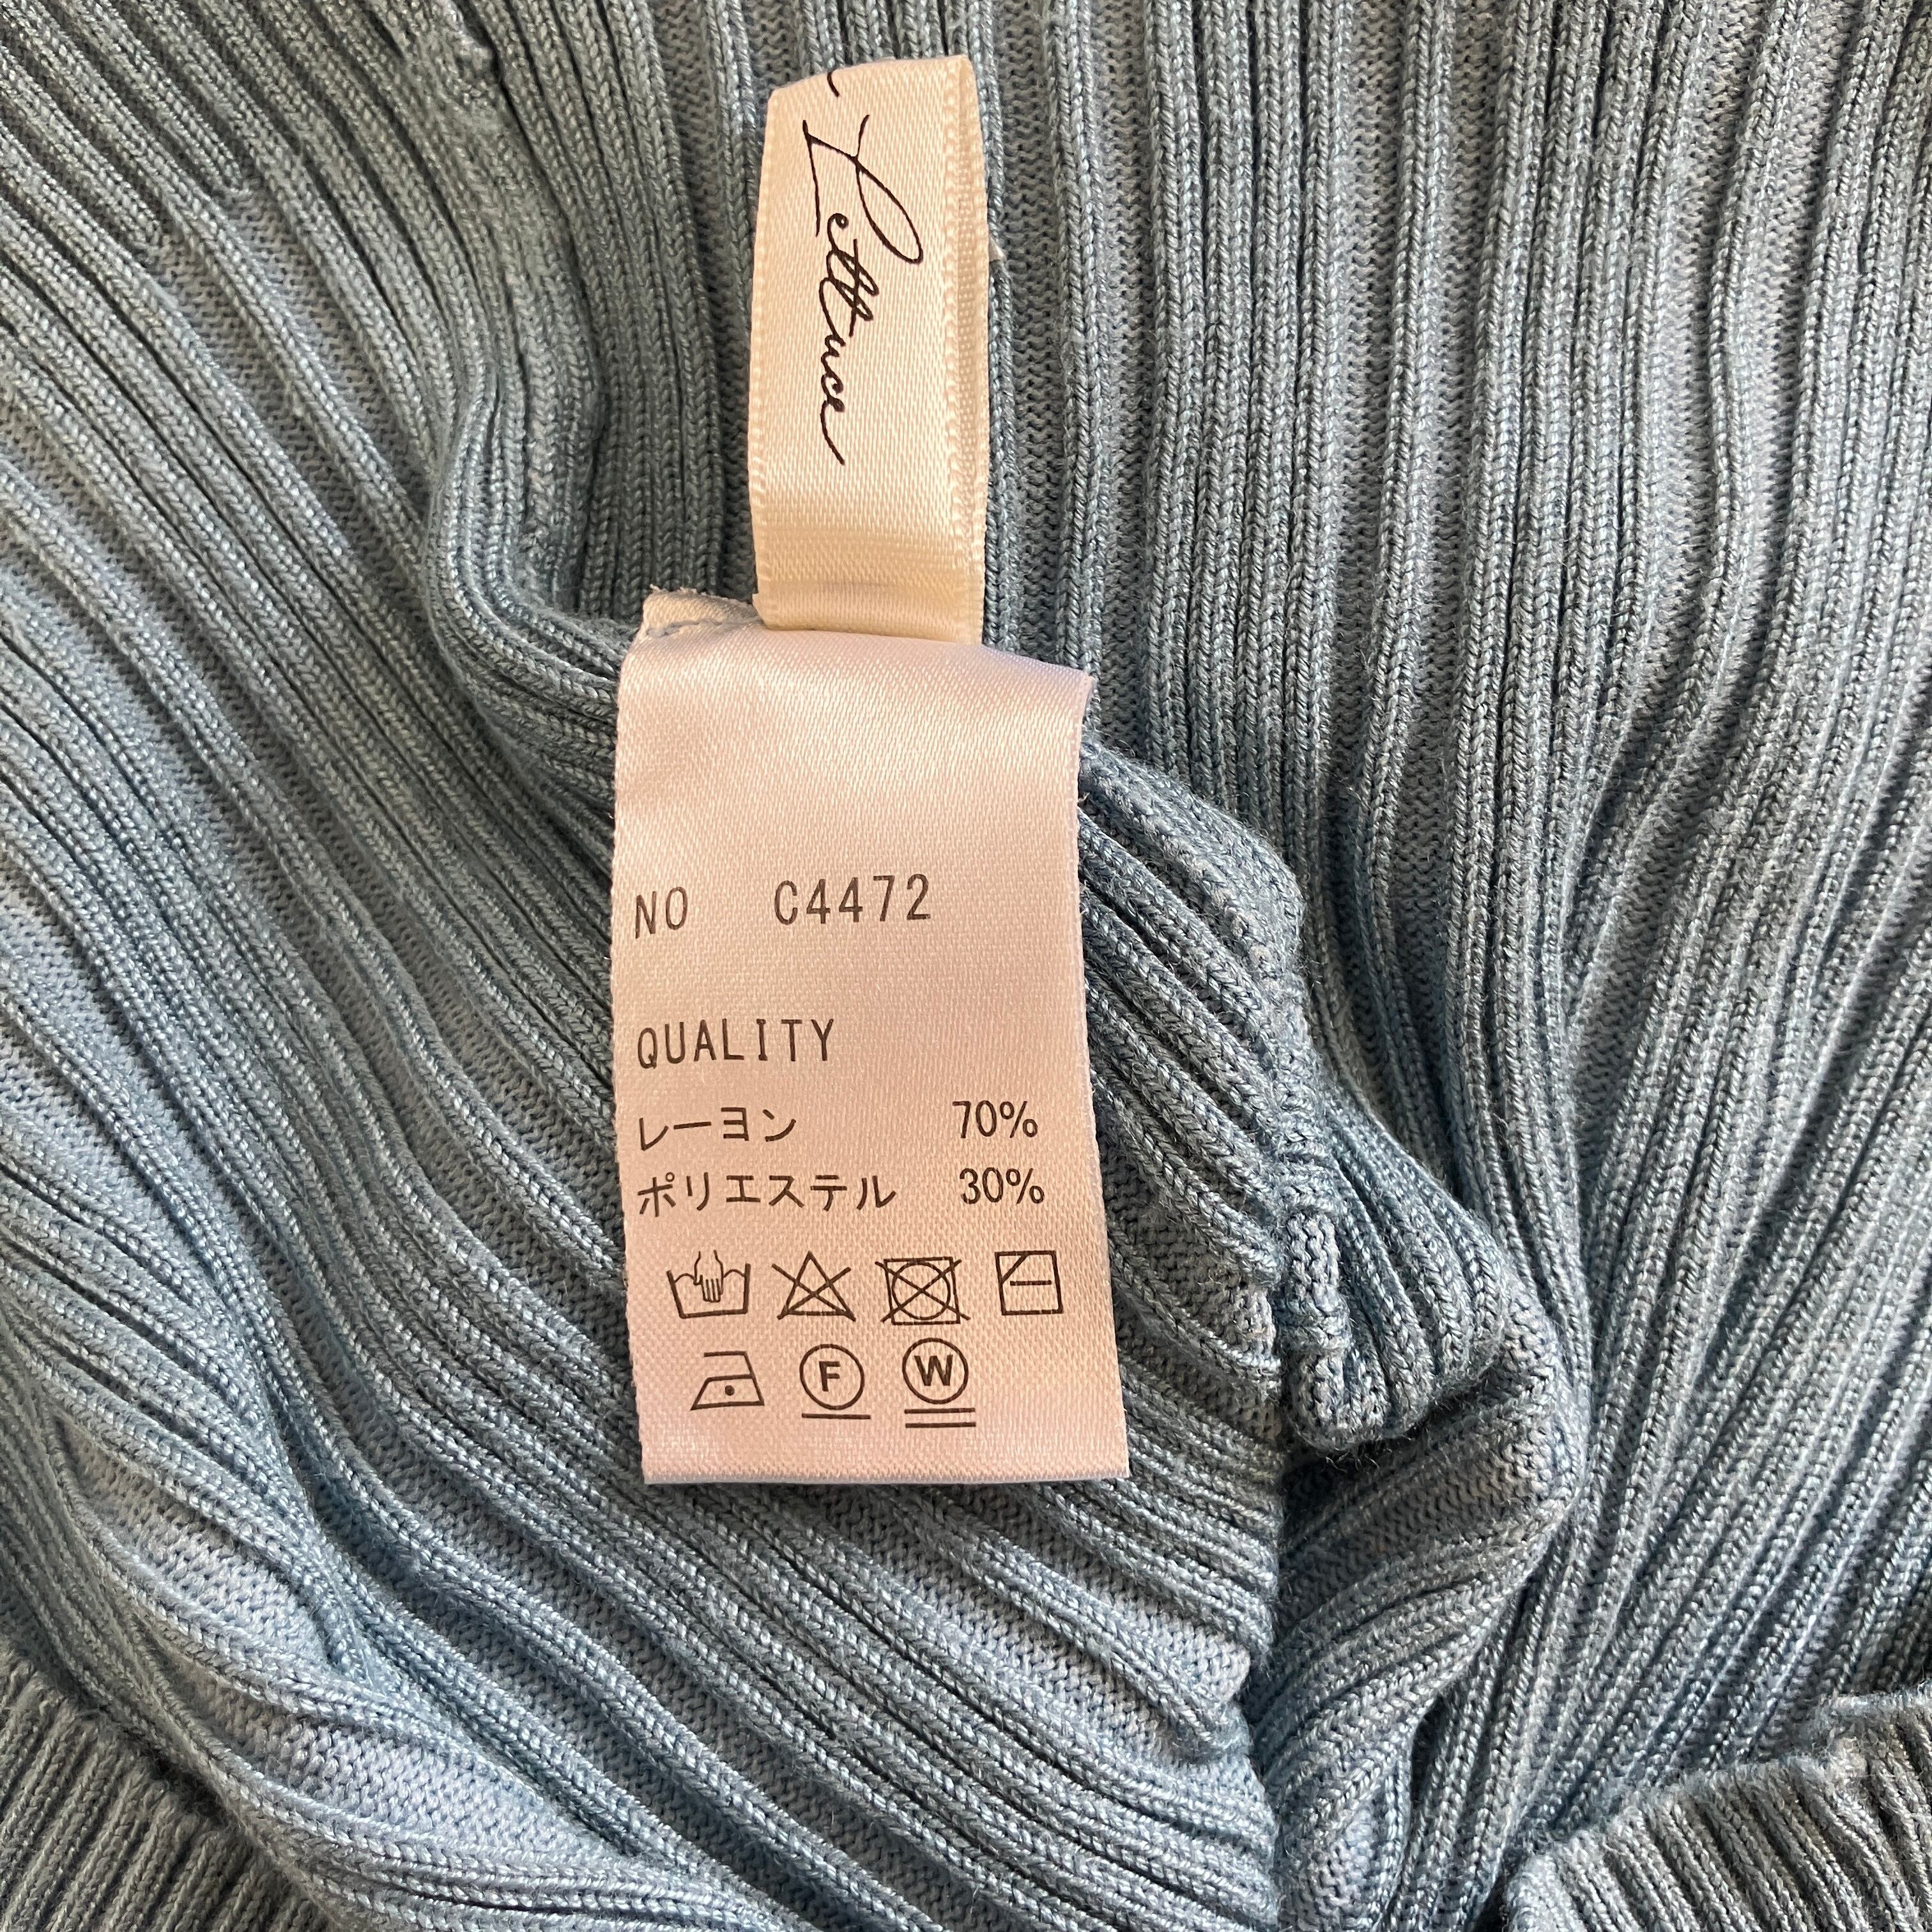 Lettuce
NO C4472
QUALITY
レーヨン 70%
ポリエステル 30%
F W